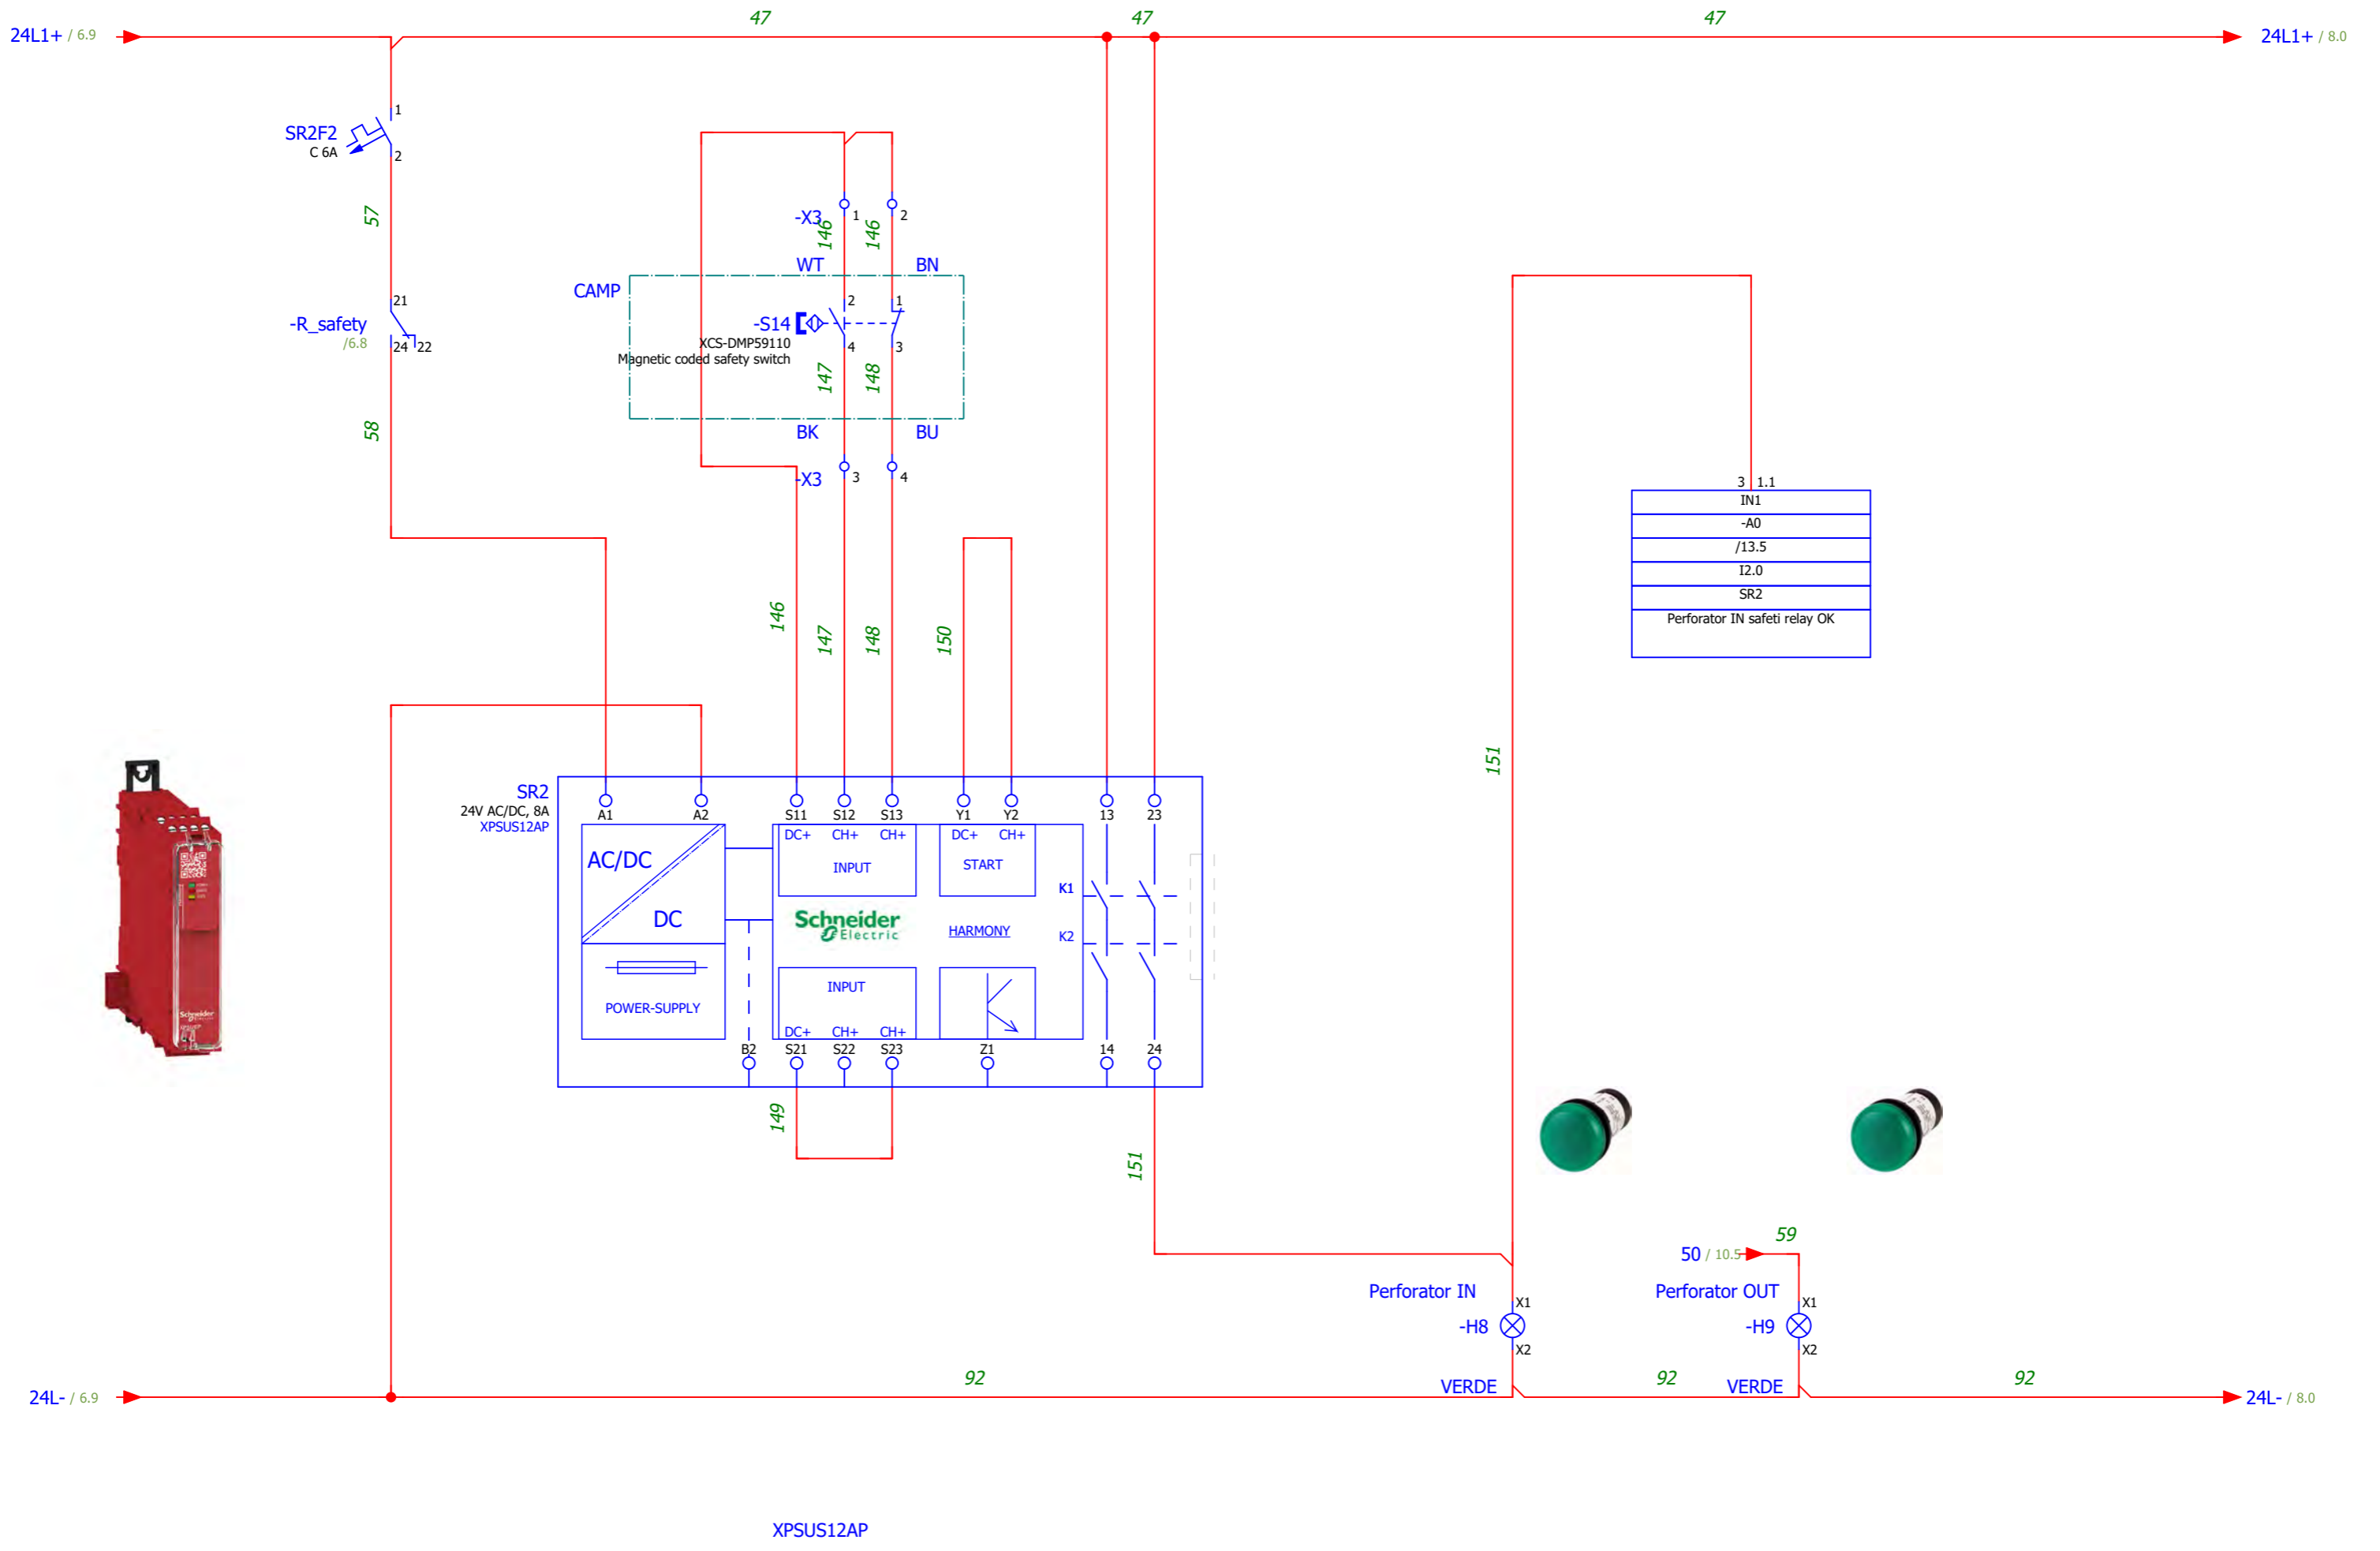 47
47
47
24L1+ / 6.9
24L1+ / 8.0
1
SR2F2
C 6A
2
57
-X3
1
2
146
146
WT
BN
CAMP
21
2
1
-R_safety
/6.8
-S14
24
22
XCS-DMP59110
4
3
Magnetic coded safety switch
147
148
58
BK
BU
-X3
3
4
3
1.1
IN1
-A0
/13.5
I2.0
SR2
Perforator IN safeti relay OK
146
147
148
150
151
SR2
24V AC/DC, 8A
XPSUS12AP
A1
A2
S11
S12
S13
Y1
Y2
13
23
DC+
CH+
CH+
DC+
CH+
AC/DC
INPUT
START
K1
DC
Schneider
Electric
HARMONY
K2
INPUT
POWER-SUPPLY
Schneider
DC+
CH+
CH+
B2
S21
S22
S23
Z1
14
24
149
151
59
50 / 10.5
Perforator IN
Perforator OUT
X1
X1
-H8
-H9
X2
X2
92
92
92
VERDE
VERDE
24L- / 6.9
24L- / 8.0
XPSUS12AP